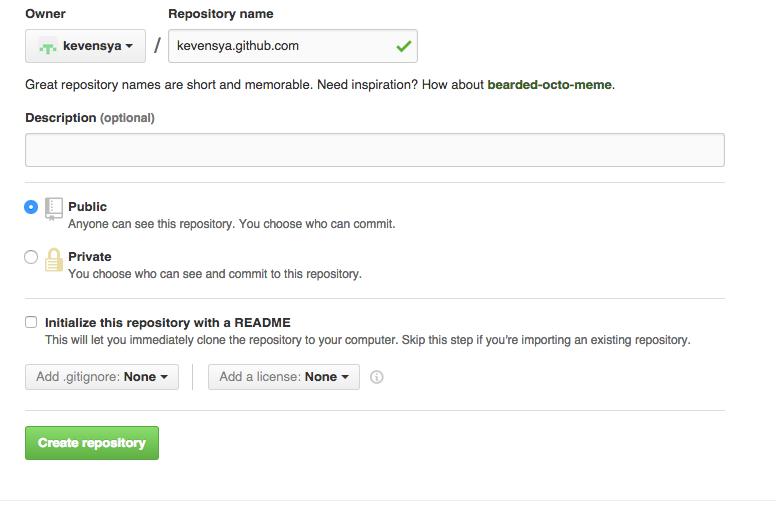 Owner Repository name
kevensya / kevensya.github.com
Great repository names are short and memorable. Need inspiration? How about bearded-octo-meme.
Description (optional)
Public
Anyone can see this repository. You choose who can commit.
Private
You choose who can see and commit to this repository.
Initialize this repository with a README
This will let you immediately clone the repository to your computer. Skip this step if you're importing an existing repository.
Add .gitignore: None Add a license: None
Create repository